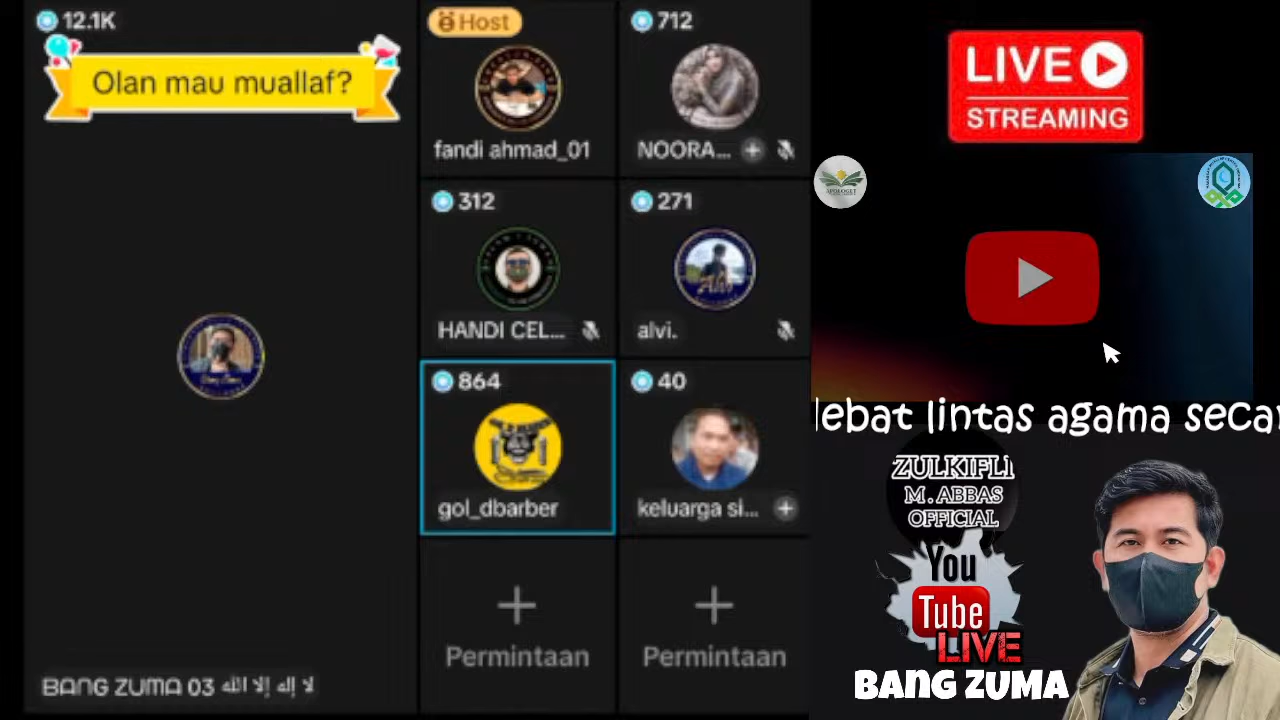 12.1K
Olan mau muallaf?
Host
fandi ahmad_01
712
NOORA...
312
HANDI CEL...
271
alvi.
864
gol_dbarber
40
keluarga si...
Permintaan
Permintaan
BANG ZUMA 03 لا إله إلا الله
LIVE
STREAMING
APOLOGET
lebat lintas agama secar
ZULKIFLI
M.ABBAS
OFFICIAL
You
Tube
LIVE
BANG ZUMA